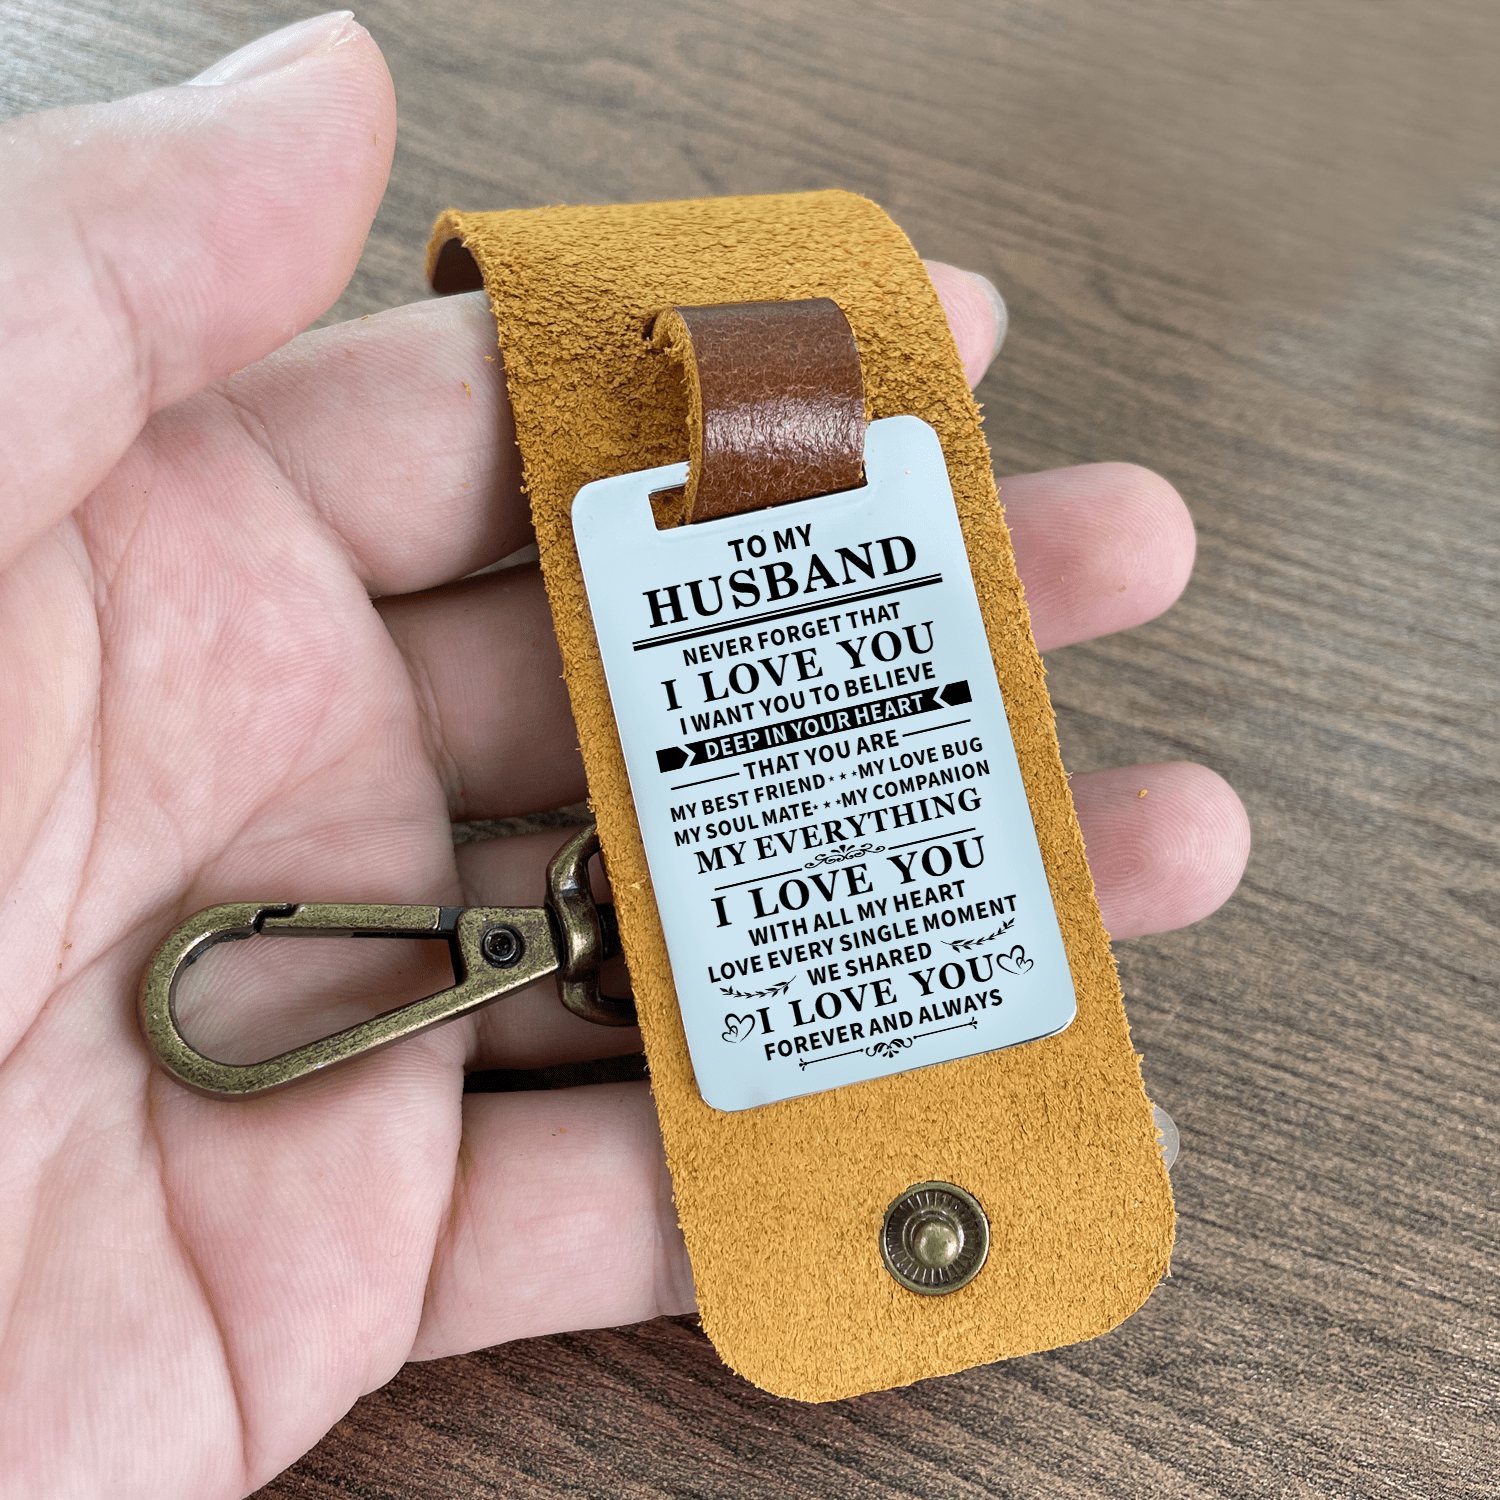 TO MY
HUSBAND
NEVER FORGET THAT
I LOVE YOU
I WANT YOU TO BELIEVE
DEEP IN YOUR HEART
THAT YOU ARE
MY BEST FRIEND⋆⋆⋆MY LOVE BUG
MY SOUL MATE⋆⋆⋆MY COMPANION
MY EVERYTHING
I LOVE YOU
WITH ALL MY HEART
LOVE EVERY SINGLE MOMENT
WE SHARED
I LOVE YOU
FOREVER AND ALWAYS